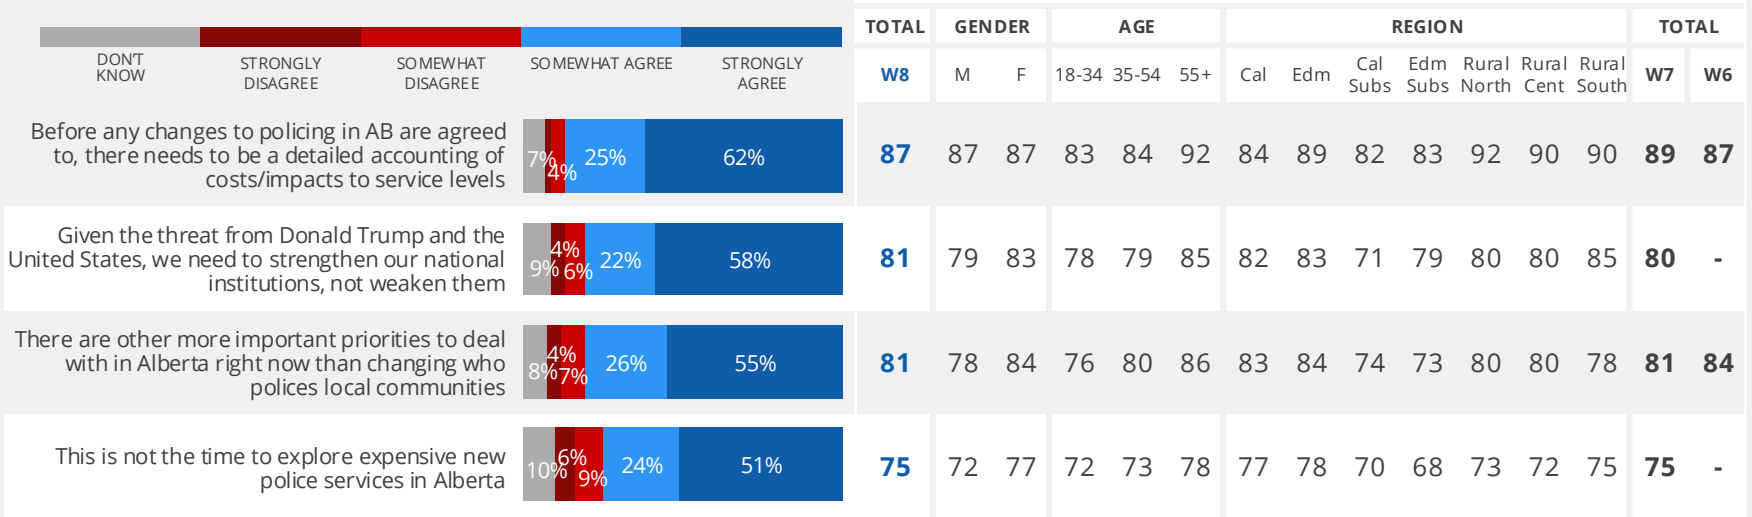 TOTAL GENDER AGE REGION TOTAL
DON'T KNOW
STRONGLY DISAGREE
SOMEWHAT DISAGREE
SOMEWHAT AGREE
STRONGLY AGREE
W8 M F 18-34 35-54 55+ Cal Edm Cal Subs Edm Subs Rural North Rural Cent Rural South W7 W6
Before any changes to policing in AB are agreed
to, there needs to be a detailed accounting of
costs/impacts to service levels
7% 4% 25% 62% 87 87 87 83 84 92 84 89 82 83 92 90 90 89 87
Given the threat from Donald Trump and the
United States, we need to strengthen our national
institutions, not weaken them
9% 4% 6% 22% 58% 81 79 83 78 79 85 82 83 71 79 80 80 85 80 -
There are other more important priorities to deal
with in Alberta right now than changing who
polices local communities
8% 4% 7% 26% 55% 81 78 84 76 80 86 83 84 74 73 80 80 78 81 84
This is not the time to explore expensive new
police services in Alberta
10% 6% 9% 24% 51% 75 72 77 72 73 78 77 78 70 68 73 72 75 75 -